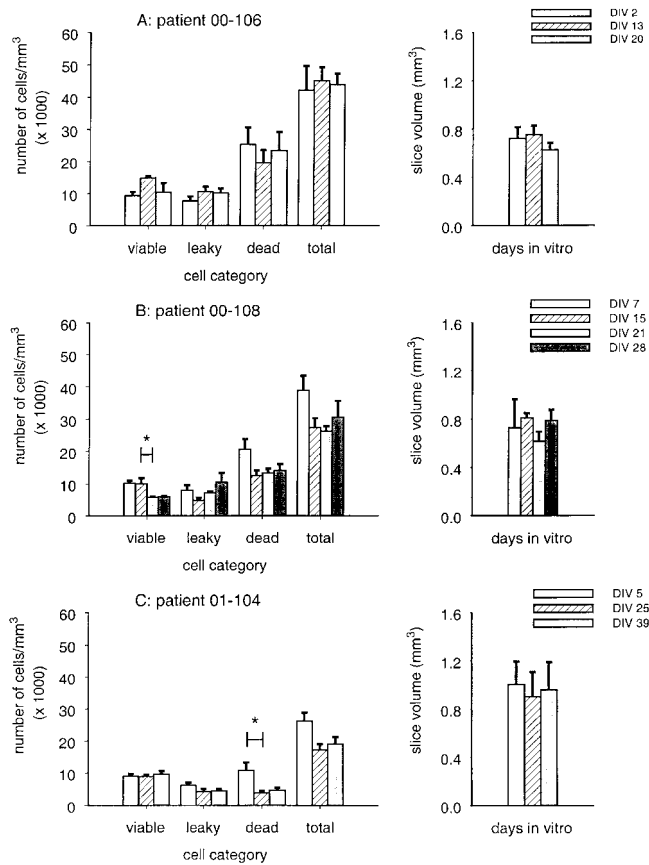 A: patient 00-106
DIV 2
DIV 13
DIV 20
number of cells/mm³
(x 1000)
60
50
40
30
20
10
0
viable leaky dead total
cell category
slice volume (mm³)
1.6
1.2
0.8
0.4
0.0
days in vitro
B: patient 00-108
DIV 7
DIV 15
DIV 21
DIV 28
number of cells/mm³
(x 1000)
60
50
40
30
20
10
0
*
viable leaky dead total
cell category
slice volume (mm³)
1.6
1.2
0.8
0.4
0.0
days in vitro
C: patient 01-104
DIV 5
DIV 25
DIV 39
number of cells/mm³
(x 1000)
60
50
40
30
20
10
0
*
viable leaky dead total
cell category
slice volume (mm³)
1.6
1.2
0.8
0.4
0.0
days in vitro